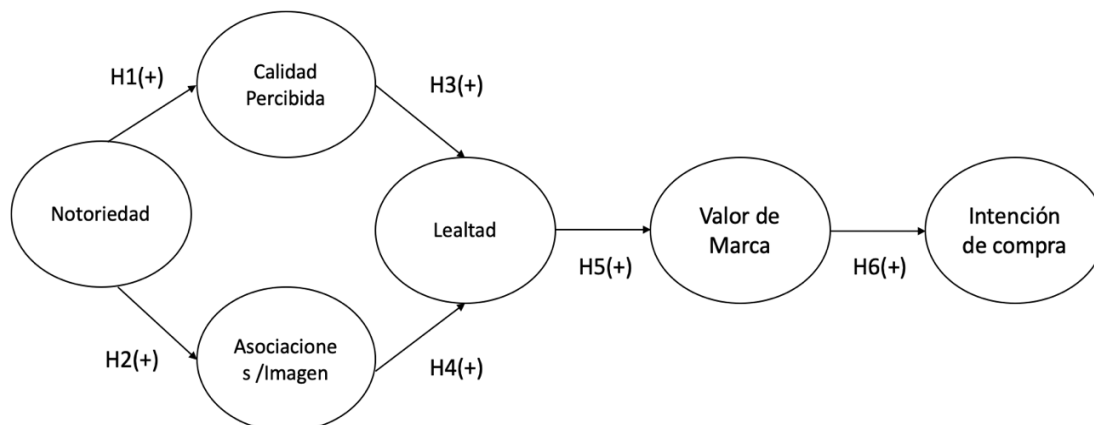 H1(+)
Calidad
Percibida
H3(+)
Notoriedad
Lealtad
Valor de
Marca
Intención
de compra
H5(+)
H6(+)
H2(+)
Asociacione
s /Imagen
H4(+)